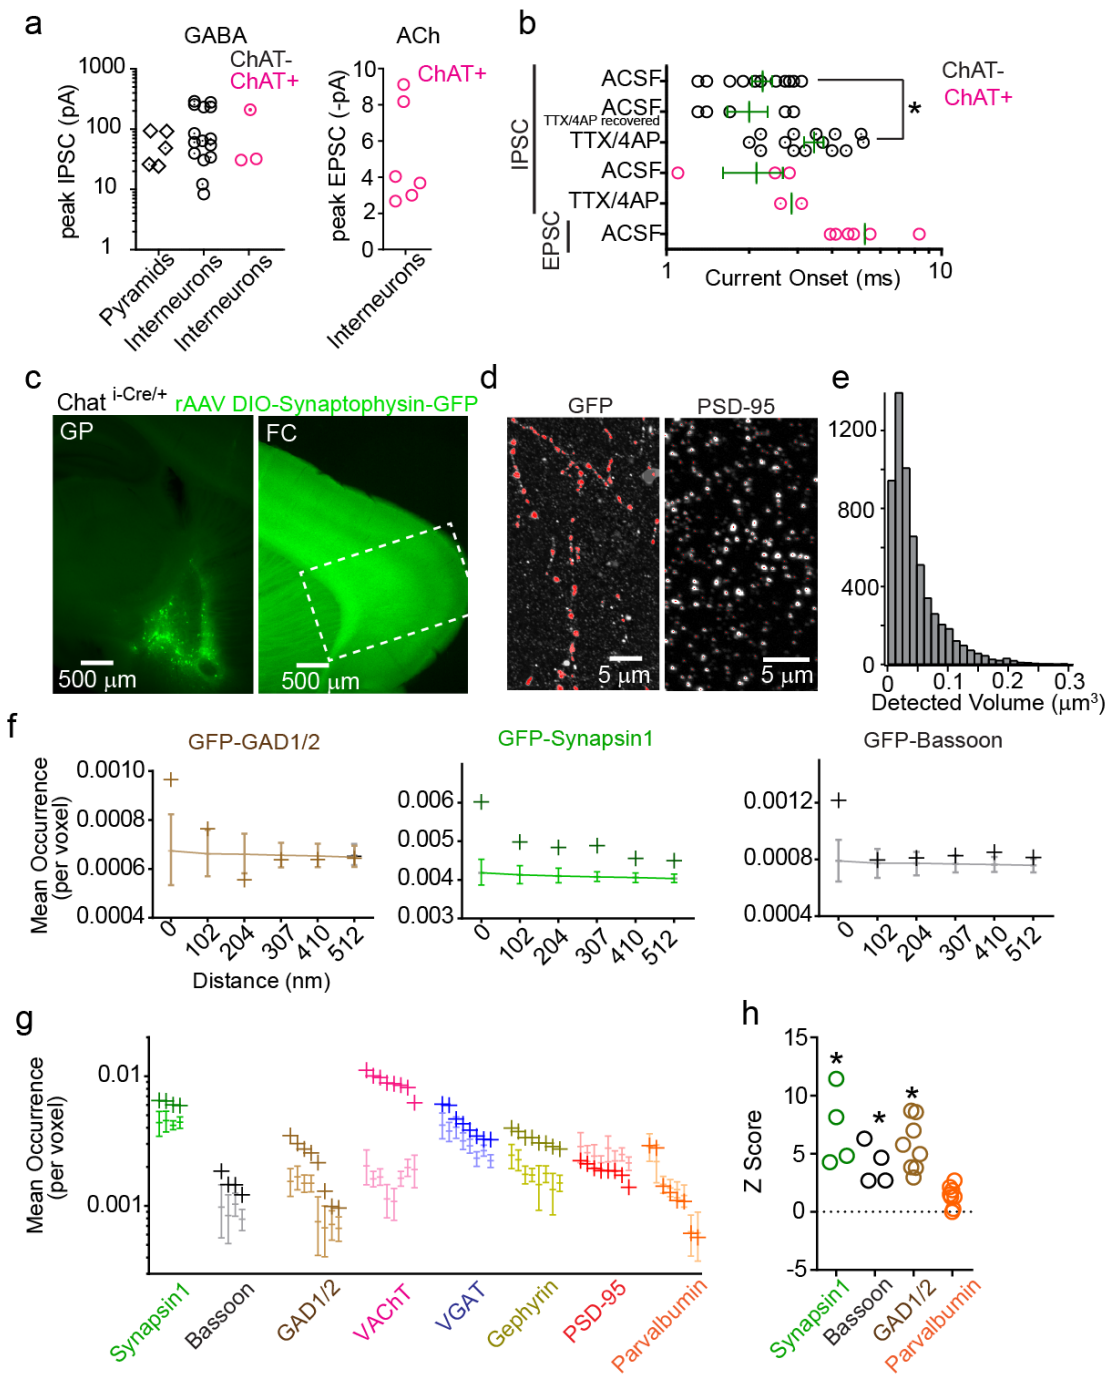 a
GABA
ChAT-
ChAT+
peak IPSC (pA)
1000
100
10
1
Pyramids
Interneurons
Interneurons
ACh
ChAT+
peak EPSC (-pA)
10
8
6
4
2
0
Interneurons
b
ChAT-
ChAT+
IPSC
EPSC
ACSF
ACSF
TTX/4AP recovered
TTX/4AP
ACSF
TTX/4AP
ACSF
*
1
10
Current Onset (ms)
c
Chat i-Cre/+ rAAV DIO-Synaptophysin-GFP
GP
500 μm
FC
500 μm
d
GFP
5 μm
PSD-95
5 μm
e
1200
800
400
0
0
0.1
0.2
0.3
Detected Volume (μm3)
f
GFP-GAD1/2
Mean Occurrence
(per voxel)
0.0010
0.0008
0.0006
0.0004
0
102
204
307
410
512
Distance (nm)
GFP-Synapsin1
0.006
0.005
0.004
0.003
0
102
204
307
410
512
GFP-Bassoon
0.0012
0.0008
0.0004
0
102
204
307
410
512
g
Mean Occurrence
(per voxel)
0.01
0.001
Synapsin1
Bassoon
GAD1/2
VAChT
VGAT
Gephyrin
PSD-95
Parvalbumin
h
Z Score
15
10
5
0
-5
*
*
*
Synapsin1
Bassoon
GAD1/2
Parvalbumin